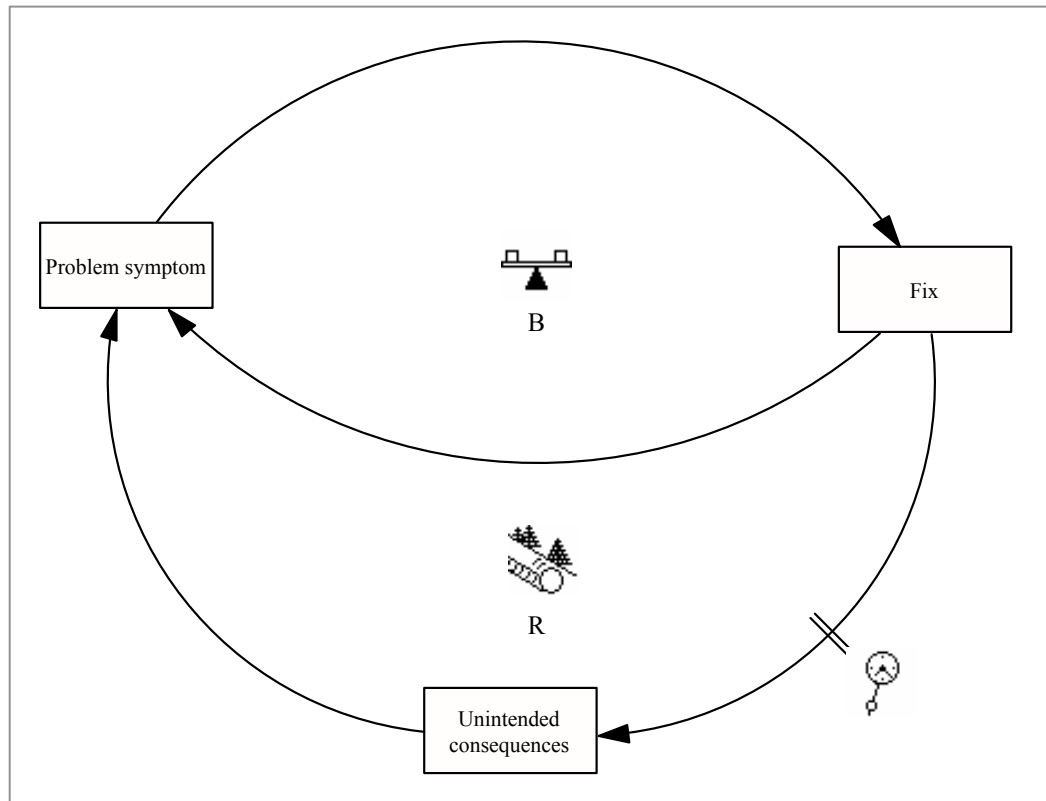 Problem symptom
Fix
B
R
Unintended
consequences